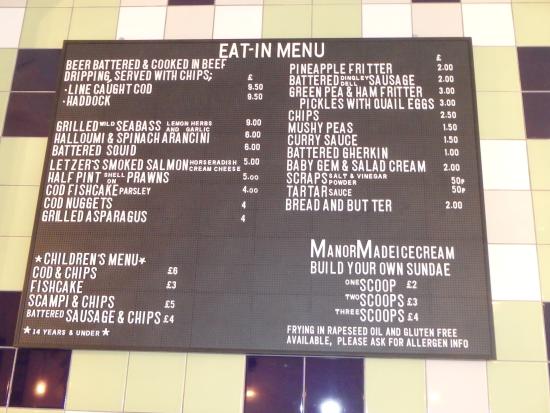 EAT-IN MENU
BEER BATTERED & COOKED IN BEEF
DRIPPING, SERVED WITH CHIPS; £
·LINE CAUGHT COD 9.50
·HADDOCK 9.50
GRILLED WILD SEABASS LEMON HERBS AND GARLIC 9.00
HALLOUMI & SPINACH ARANCINI 6.00
BATTERED SQUID 6.00
LETZER'S SMOKED SALMON HORSERADISH CREAM CHEESE 5.00
HALF PINT SHELL ON PRAWNS 5.00
COD FISHCAKE PARSLEY 4.00
COD NUGGETS 4
GRILLED ASPARAGUS 4
*CHILDREN'S MENU*
COD & CHIPS £6
FISHCAKE £3
SCAMPI & CHIPS £5
BATTERED SAUSAGE & CHIPS £4
*14 YEARS & UNDER*
£
PINEAPPLE FRITTER 2.00
BATTERED DINGLEY DELL SAUSAGE 2.00
GREEN PEA & HAM FRITTER 3.00
PICKLES WITH QUAIL EGGS 3.00
CHIPS 2.50
MUSHY PEAS 1.50
CURRY SAUCE 1.50
BATTERED GHERKIN 1.00
BABY GEM & SALAD CREAM 2.00
SCRAPS SALT & VINEGAR POWDER 50p
TARTAR SAUCE 50p
BREAD AND BUTTER 2.00
MANORMADEICECREAM
BUILD YOUR OWN SUNDAE
ONE SCOOP £2
TWO SCOOPS £3
THREE SCOOPS £4
FRYING IN RAPESEED OIL AND GLUTEN FREE
AVAILABLE, PLEASE ASK FOR ALLERGEN INFO